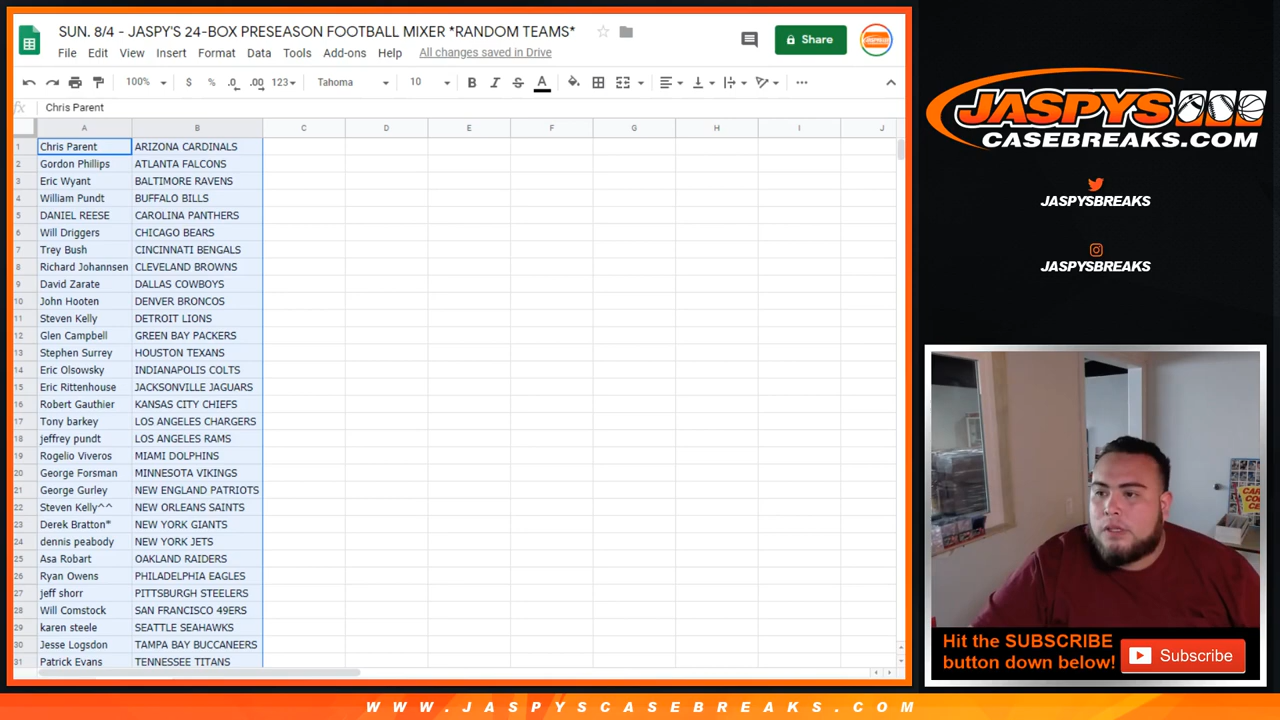 SUN. 8/4 - JASPY'S 24-BOX PRESEASON FOOTBALL MIXER *RANDOM TEAMS*
File Edit View Insert Format Data Tools Add-ons Help All changes saved in Drive
Share
100% $ % .0 .00 123 Tahoma 10 B I S A
fx Chris Parent
A B C D E F G H I J
1 Chris Parent ARIZONA CARDINALS
2 Gordon Phillips ATLANTA FALCONS
3 Eric Wyant BALTIMORE RAVENS
4 William Pundt BUFFALO BILLS
5 DANIEL REESE CAROLINA PANTHERS
6 Will Driggers CHICAGO BEARS
7 Trey Bush CINCINNATI BENGALS
8 Richard Johannsen CLEVELAND BROWNS
9 David Zarate DALLAS COWBOYS
10 John Hooten DENVER BRONCOS
11 Steven Kelly DETROIT LIONS
12 Glen Campbell GREEN BAY PACKERS
13 Stephen Surrey HOUSTON TEXANS
14 Eric Olsowsky INDIANAPOLIS COLTS
15 Eric Rittenhouse JACKSONVILLE JAGUARS
16 Robert Gauthier KANSAS CITY CHIEFS
17 Tony barkey LOS ANGELES CHARGERS
18 jeffrey pundt LOS ANGELES RAMS
19 Rogelio Viveros MIAMI DOLPHINS
20 George Forsman MINNESOTA VIKINGS
21 George Gurley NEW ENGLAND PATRIOTS
22 Steven Kelly^^ NEW ORLEANS SAINTS
23 Derek Bratton* NEW YORK GIANTS
24 dennis peabody NEW YORK JETS
25 Asa Robart OAKLAND RAIDERS
26 Ryan Owens PHILADELPHIA EAGLES
27 jeff shorr PITTSBURGH STEELERS
28 Will Comstock SAN FRANCISCO 49ERS
29 karen steele SEATTLE SEAHAWKS
30 Jesse Logsdon TAMPA BAY BUCCANEERS
31 Patrick Evans TENNESSEE TITANS
JASPYS
CASEBREAKS.COM
JASPYSBREAKS
JASPYSBREAKS
Hit the SUBSCRIBE
button down below!
Subscribe
WWW.JASPYSCASEBREAKS.COM